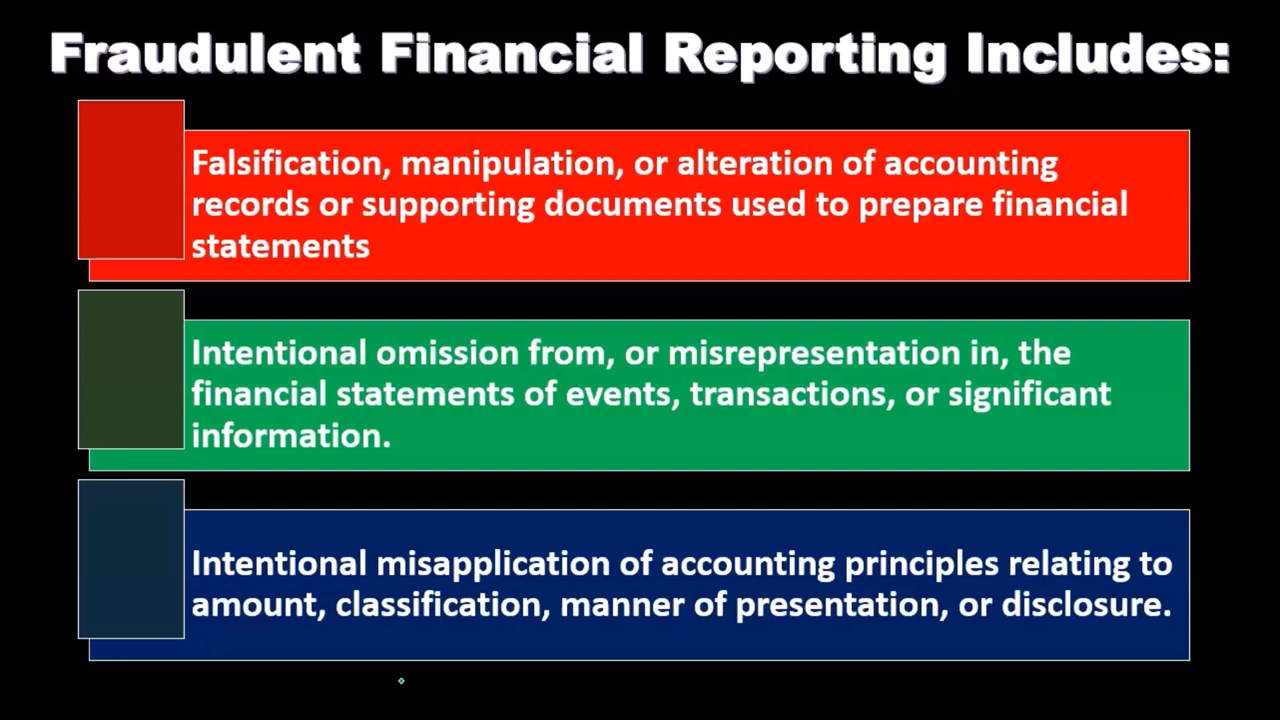 Fraudulent Financial Reporting Includes:
Falsification, manipulation, or alteration of accounting
records or supporting documents used to prepare financial
statements
Intentional omission from, or misrepresentation in, the
financial statements of events, transactions, or significant
information.
Intentional misapplication of accounting principles relating to
amount, classification, manner of presentation, or disclosure.